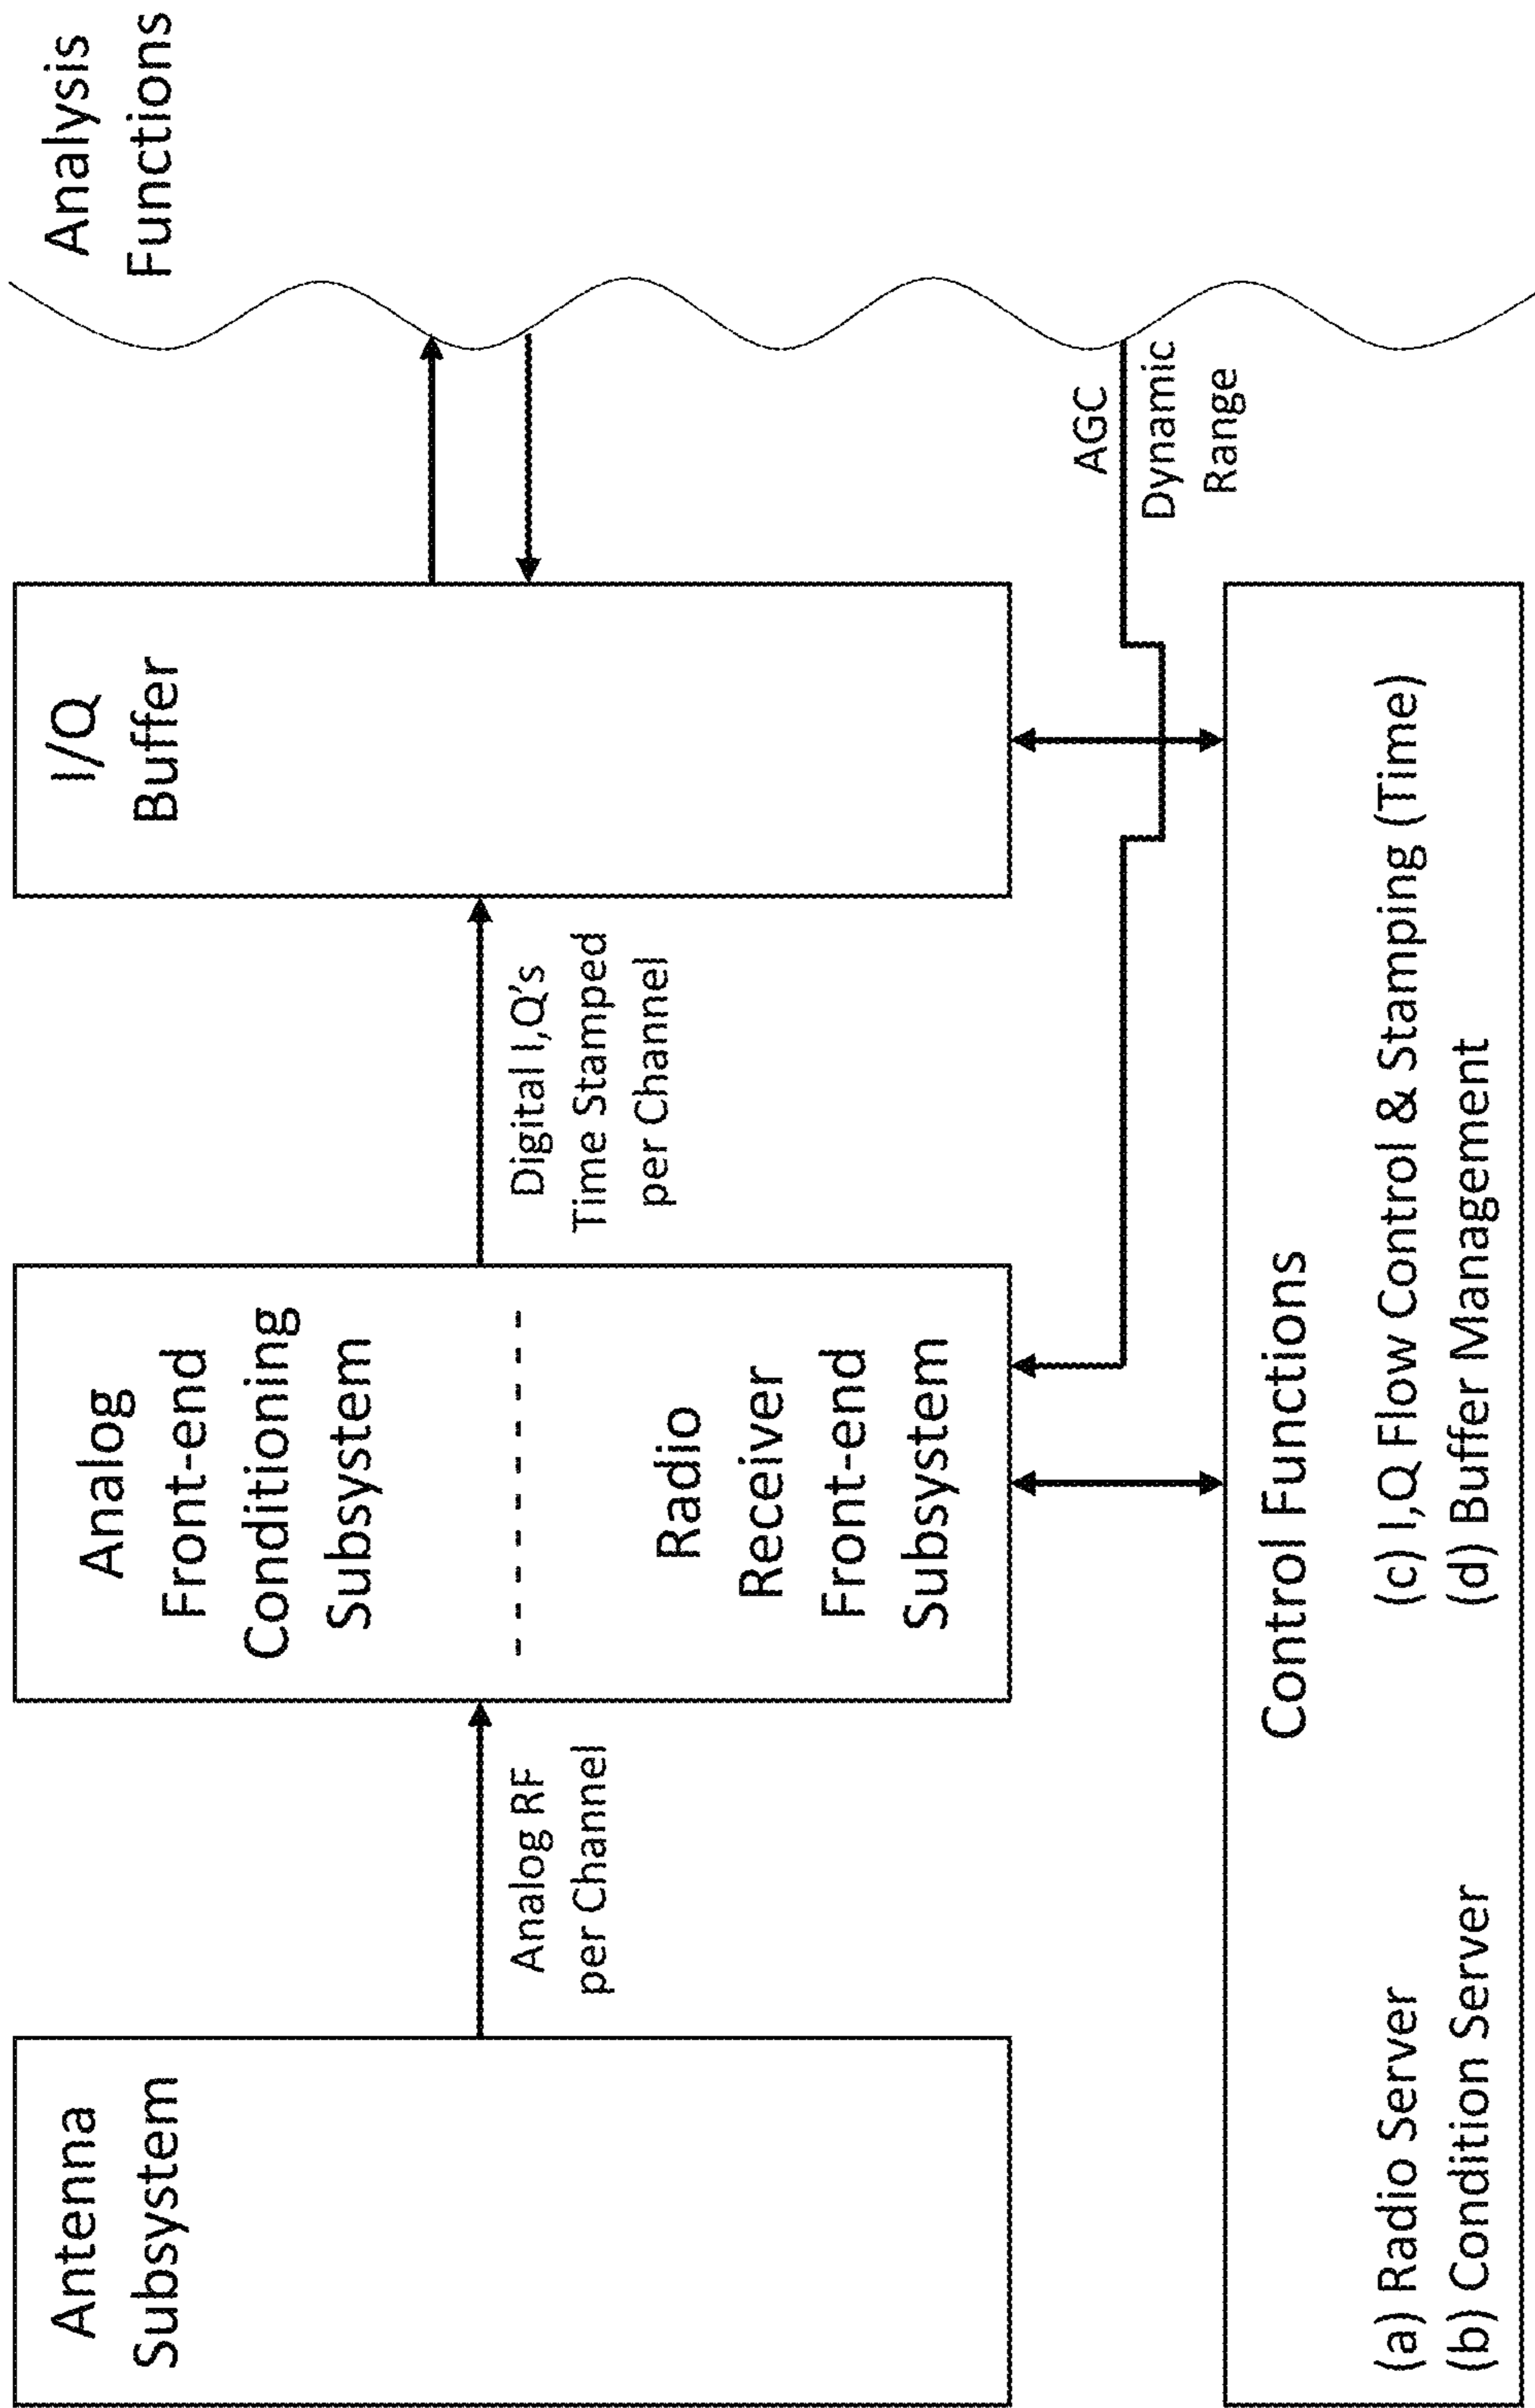 Antenna
Subsystem
Analog RF
per Channel
Analog
Front-end
Conditioning
Subsystem
Radio
Receiver
Front-end
Subsystem
Digital I,Q's
Time Stamped
per Channel
I/Q
Buffer
Analysis
Functions
AGC
Dynamic
Range
Control Functions
(a) Radio Server
(b) Condition Server
(c) I,Q Flow Control & Stamping (Time)
(d) Buffer Management